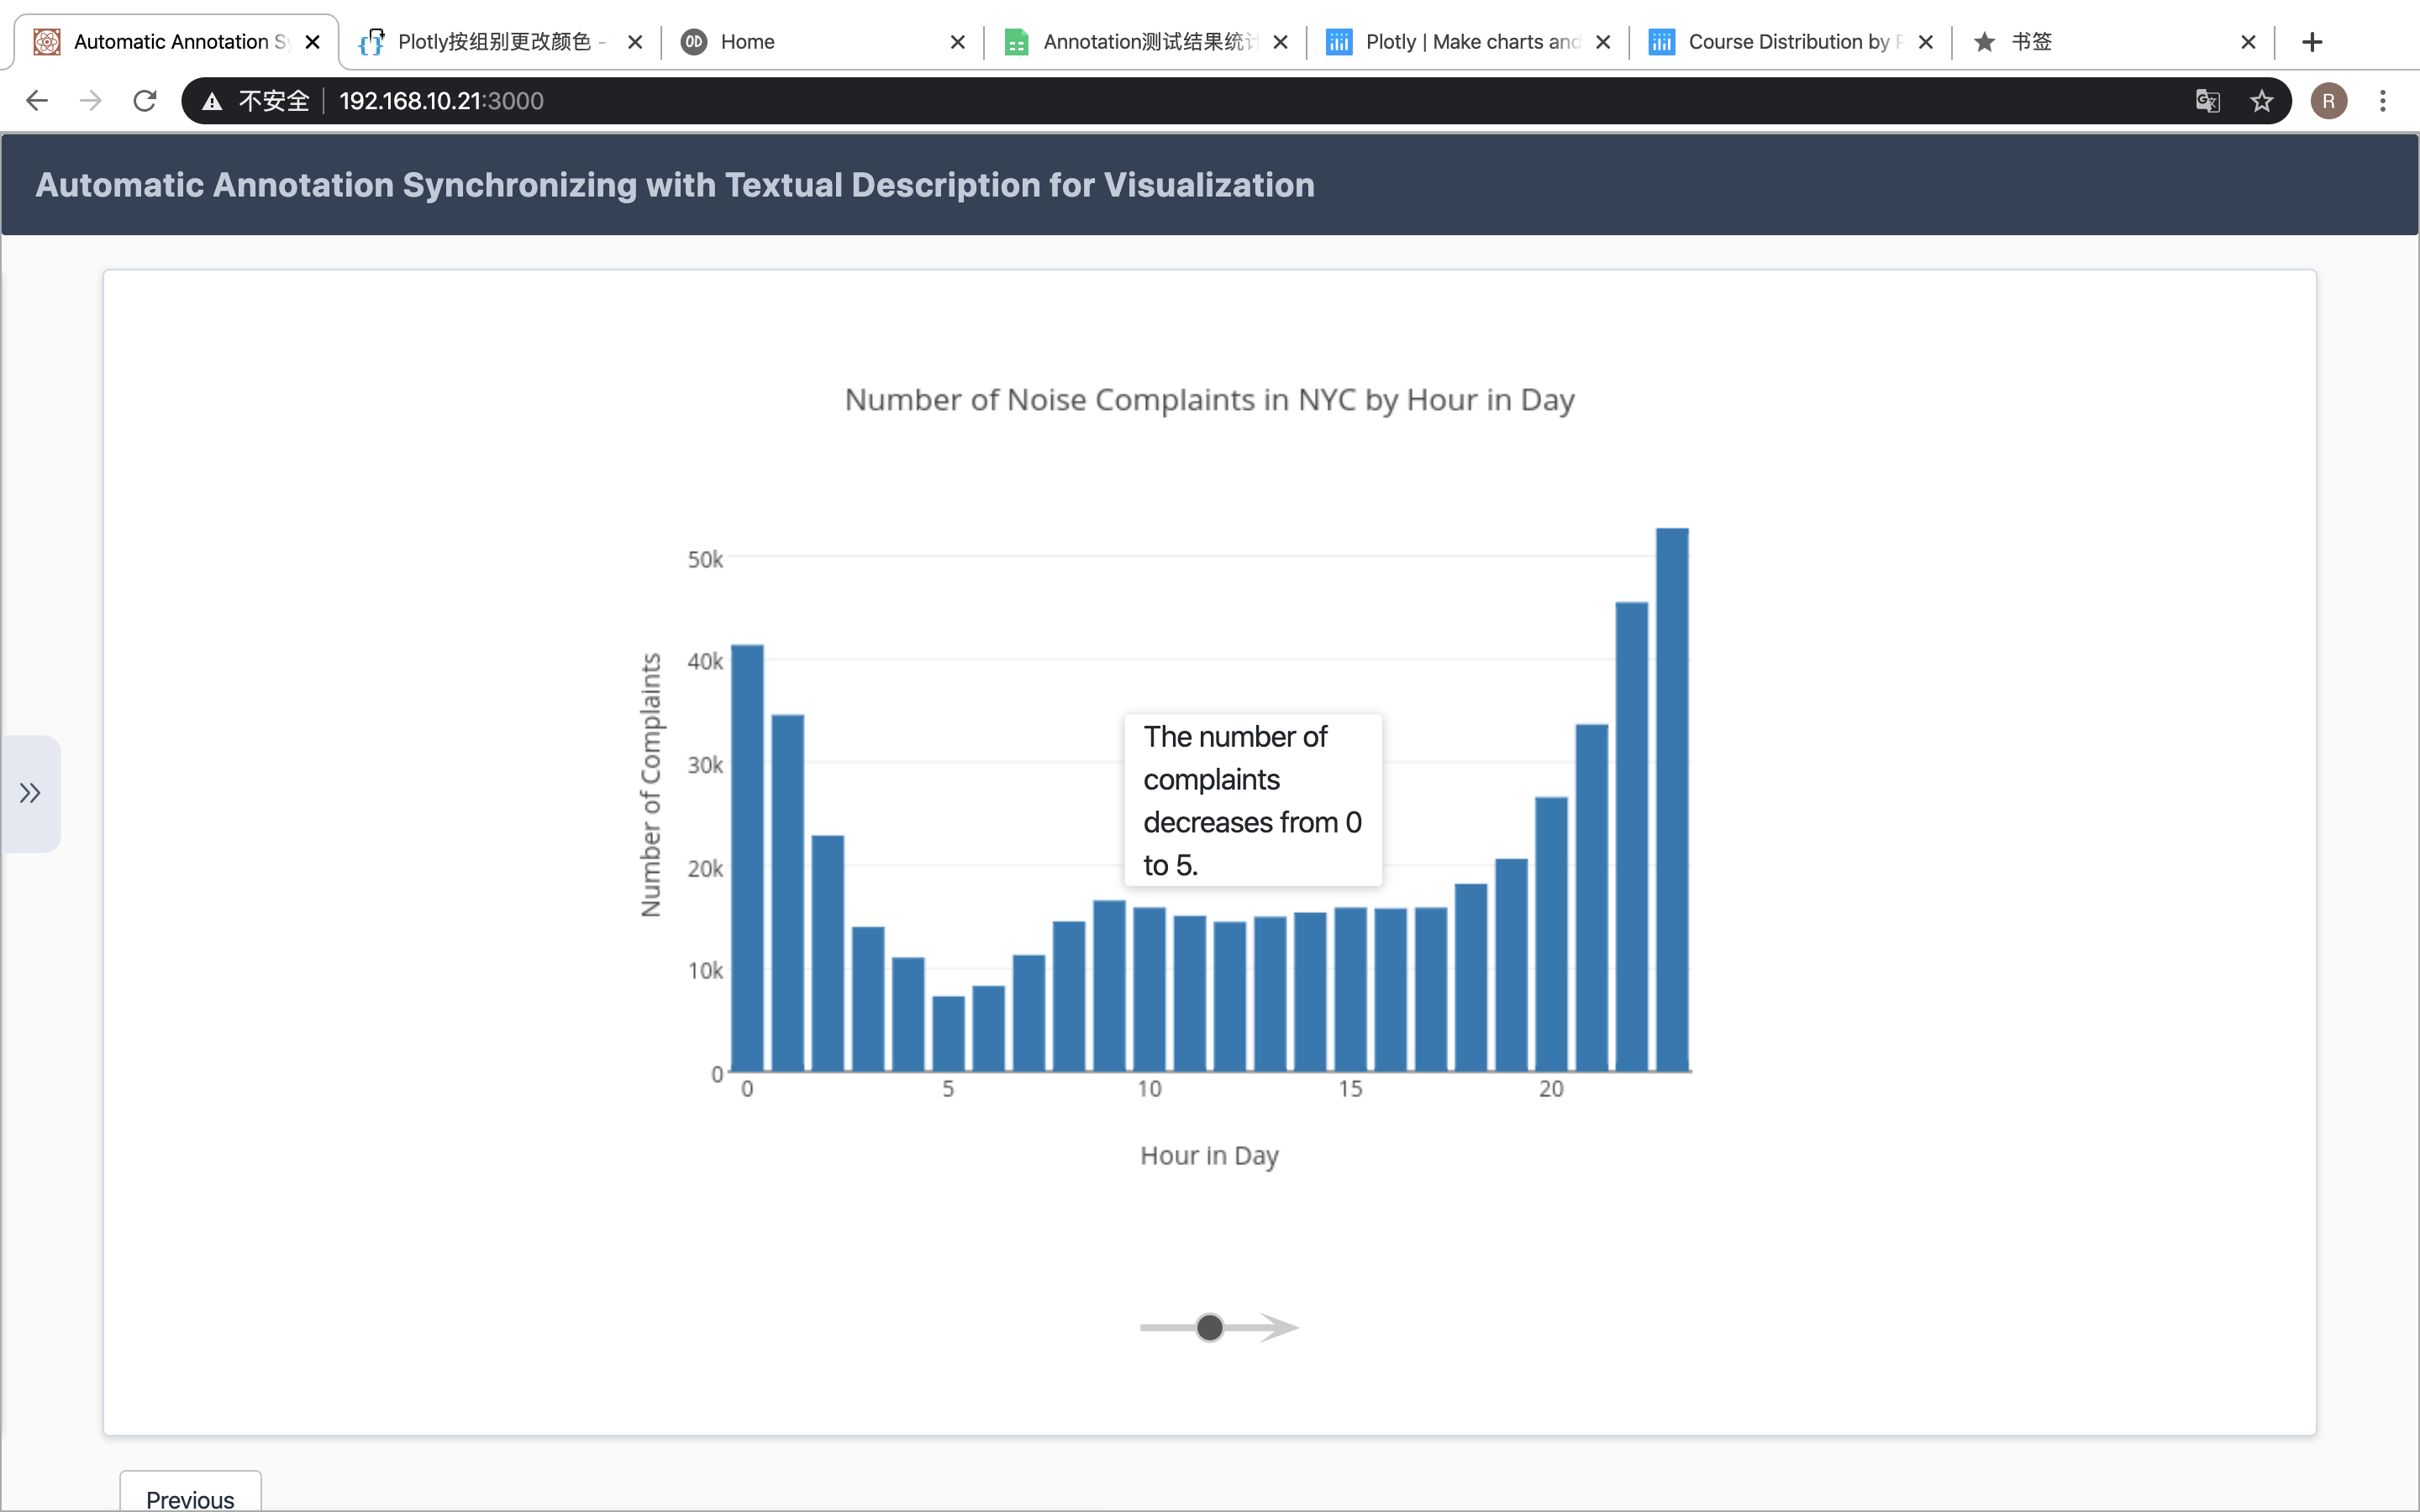 Automatic Annotation S
Plotly按组别更改颜色 -
Home
Annotation测试结果统计
Plotly | Make charts and
Course Distribution by
书签
不安全 192.168.10.21:3000
R
Automatic Annotation Synchronizing with Textual Description for Visualization
Number of Noise Complaints in NYC by Hour in Day
Number of Complaints
50k
40k
30k
20k
10k
0
The number of
complaints
decreases from 0
to 5.
0 5 10 15 20
Hour in Day
Previous